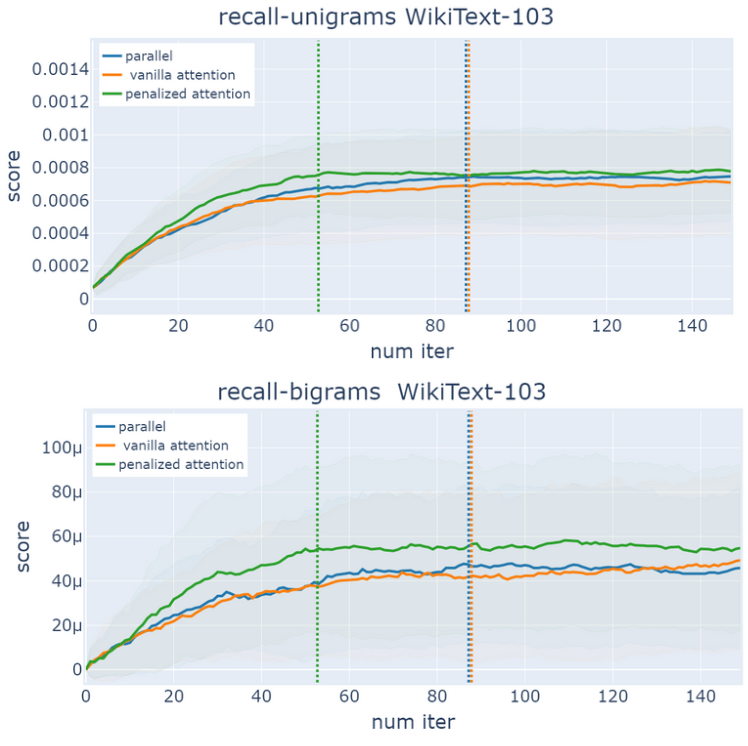 recall-unigrams WikiText-103
parallel
vanilla attention
penalized attention
0.0014
0.0012
0.001
0.0008
0.0006
0.0004
0.0002
0
score
0 20 40 60 80 100 120 140
num iter
recall-bigrams WikiText-103
parallel
vanilla attention
penalized attention
100μ
80μ
60μ
40μ
20μ
0
score
0 20 40 60 80 100 120 140
num iter